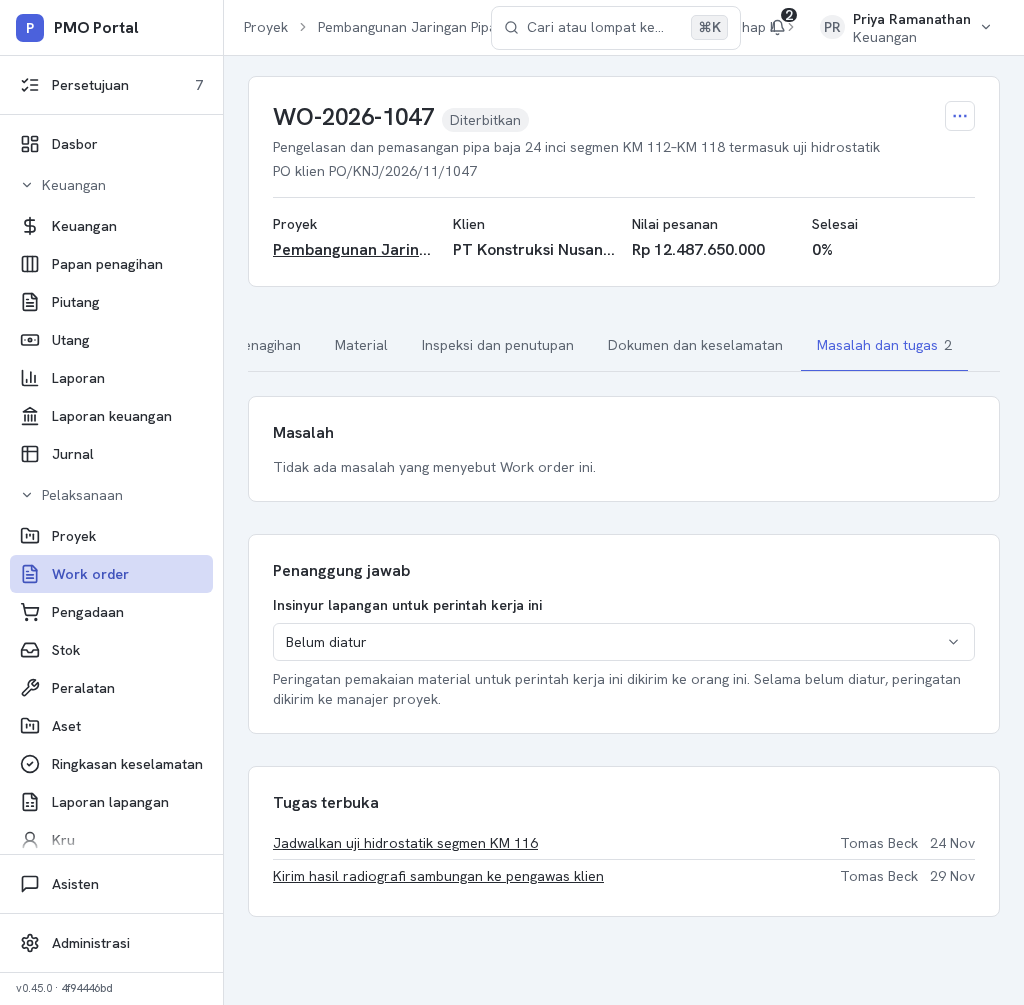 P PMO Portal
Persetujuan 7
Dasbor
Keuangan
Keuangan
Papan penagihan
Piutang
Utang
Laporan
Laporan keuangan
Jurnal
Pelaksanaan
Proyek
Work order
Pengadaan
Stok
Peralatan
Aset
Ringkasan keselamatan
Laporan lapangan
Kru
Asisten
Administrasi
v0.45.0 · 4f94446bd
Proyek Pembangunan Jaringan Pipa
Cari atau lompat ke... ⌘K
hap
2
PR Priya Ramanathan
Keuangan
WO-2026-1047 Diterbitkan
Pengelasan dan pemasangan pipa baja 24 inci segmen KM 112–KM 118 termasuk uji hidrostatik
PO klien PO/KNJ/2026/11/1047
Proyek Klien Nilai pesanan Selesai
Pembangunan Jarin... PT Konstruksi Nusan... Rp 12.487.650.000 0%
enagihan Material Inspeksi dan penutupan Dokumen dan keselamatan Masalah dan tugas 2
Masalah
Tidak ada masalah yang menyebut Work order ini.
Penanggung jawab
Insinyur lapangan untuk perintah kerja ini
Belum diatur
Peringatan pemakaian material untuk perintah kerja ini dikirim ke orang ini. Selama belum diatur, peringatan
dikirim ke manajer proyek.
Tugas terbuka
Jadwalkan uji hidrostatik segmen KM 116 Tomas Beck 24 Nov
Kirim hasil radiografi sambungan ke pengawas klien Tomas Beck 29 Nov